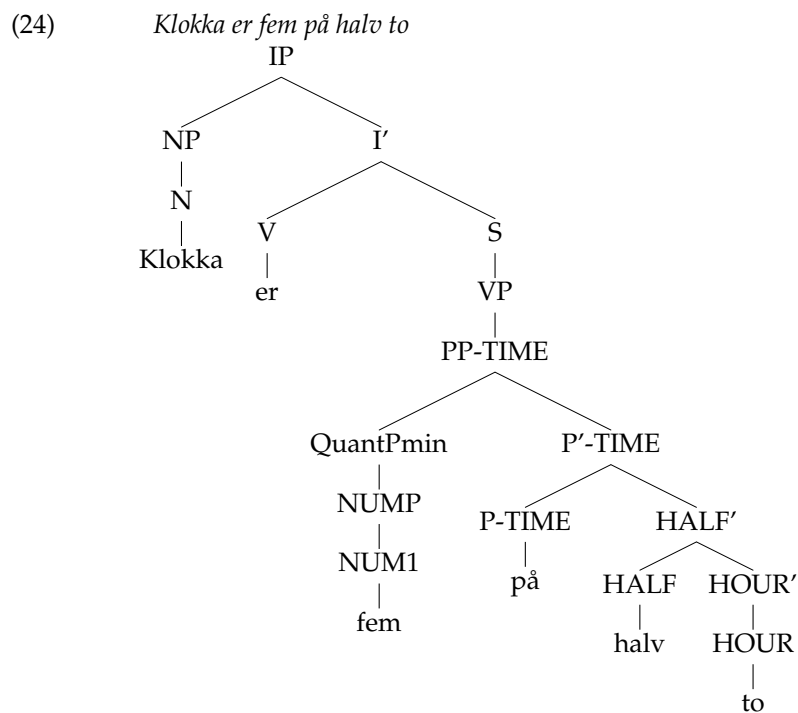 (24) Klokka er fem på halv to
IP
NP I'
N
V S
Klokka
er VP
PP-TIME
QuantPmin P'-TIME
NUMP P-TIME HALF'
NUM1 på HALF HOUR'
fem halv HOUR
to